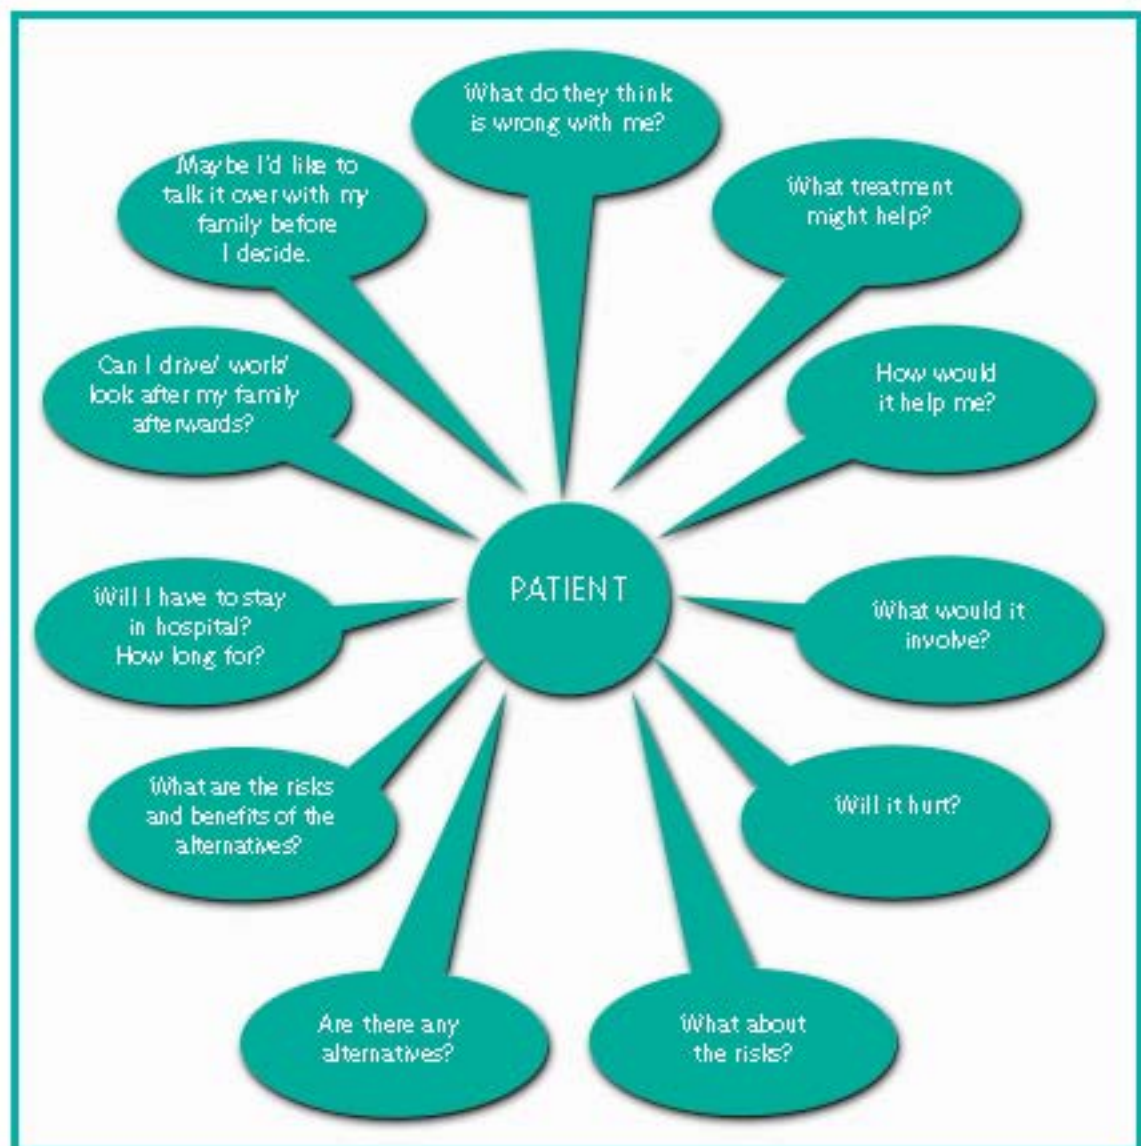 What do they think
is wrong with me?
What treatment
might help?
How would
it help me?
What would it
involve?
Will it hurt?
What about
the risks?
Are there any
alternatives?
What are the risks
and benefits of the
alternatives?
Will I have to stay
in hospital?
How long for?
Can I drive/ work/
look after my family
afterwards?
Maybe I'd like to
talk it over with my
family before
I decide.
PATIENT